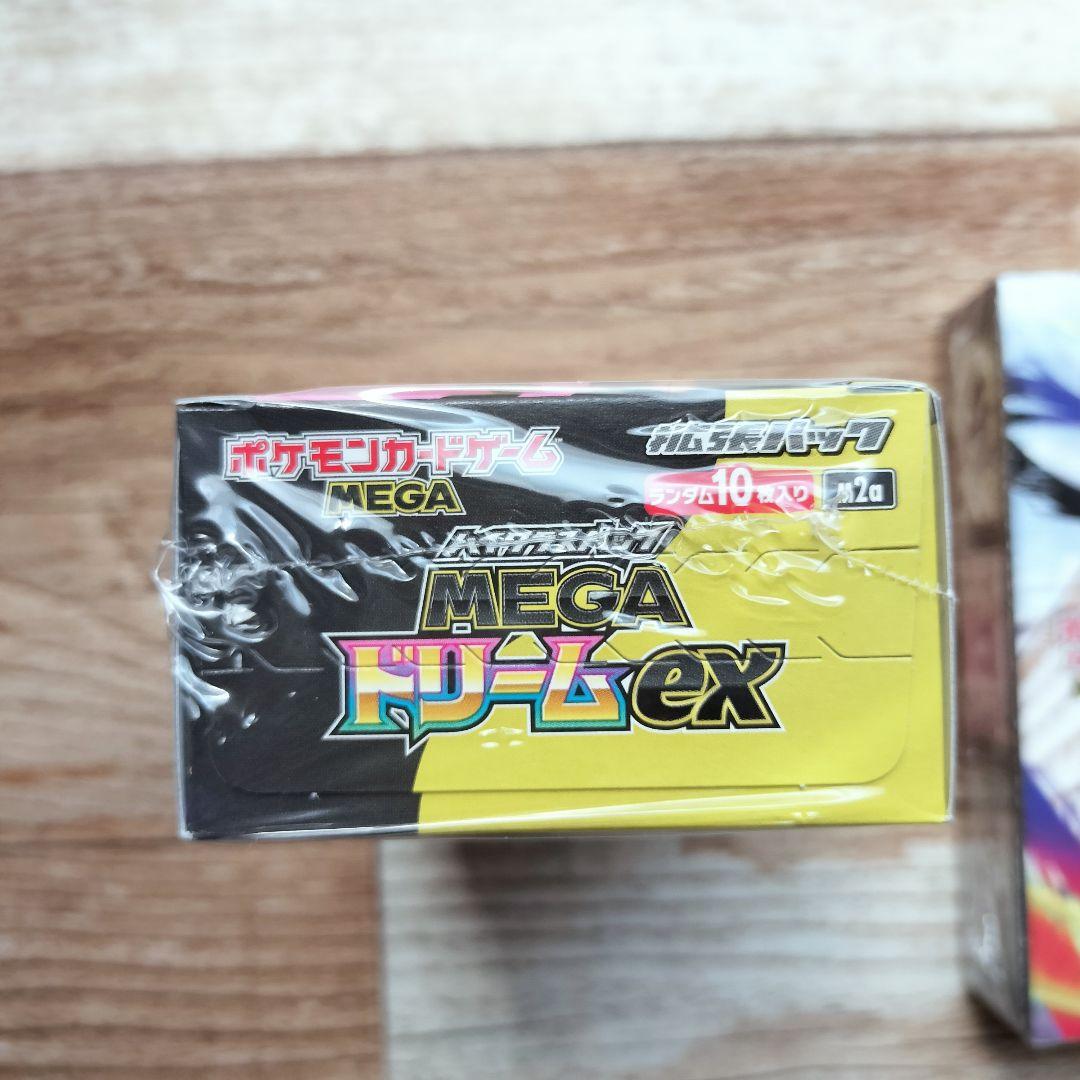 ポケモンカードゲーム
MEGA
拡張パック
ランダム10枚入り
M2a
ハイクラスパック
MEGA
ドリームex